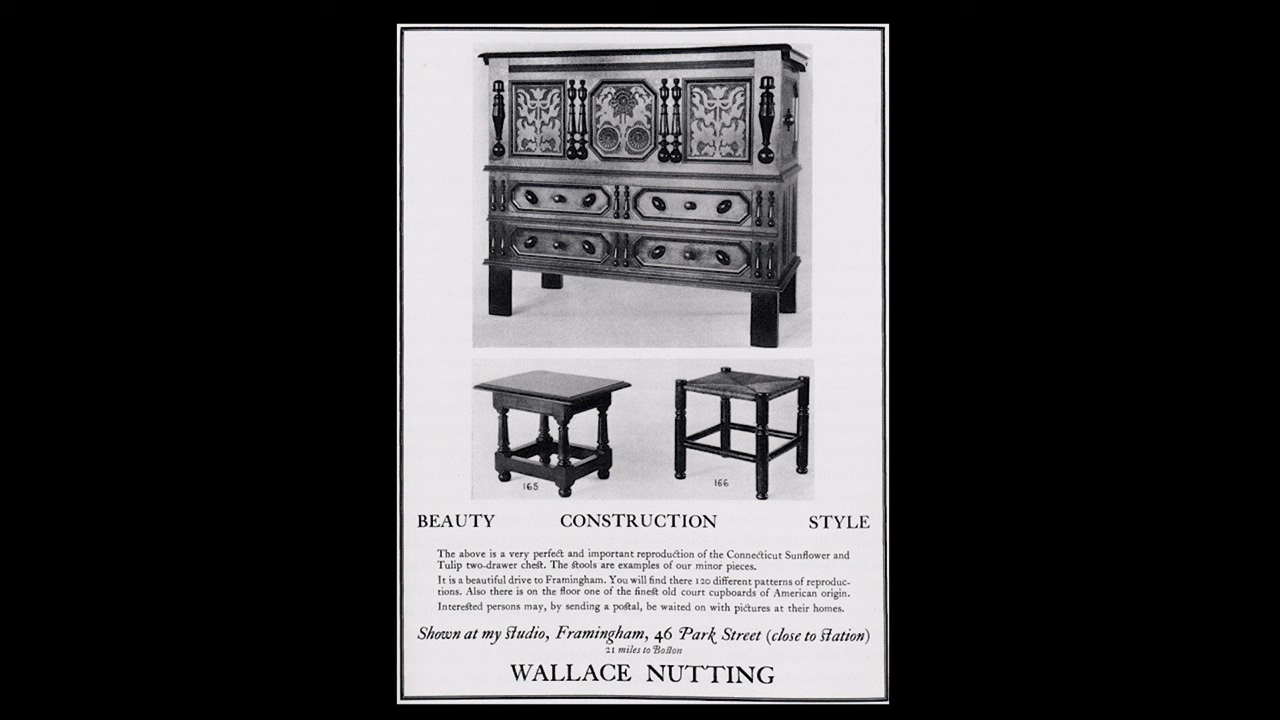 165
166
BEAUTY CONSTRUCTION STYLE
The above is a very perfect and important reproduction of the Connecticut Sunflower and
Tulip two-drawer chest. The stools are examples of our minor pieces.
It is a beautiful drive to Framingham. You will find there 120 different patterns of reproduc-
tions. Also there is on the floor one of the finest old court cupboards of American origin.
Interested persons may, by sending a postal, be waited on with pictures at their homes.
Shown at my studio, Framingham, 46 Park Street (close to station)
21 miles to Boston
WALLACE NUTTING